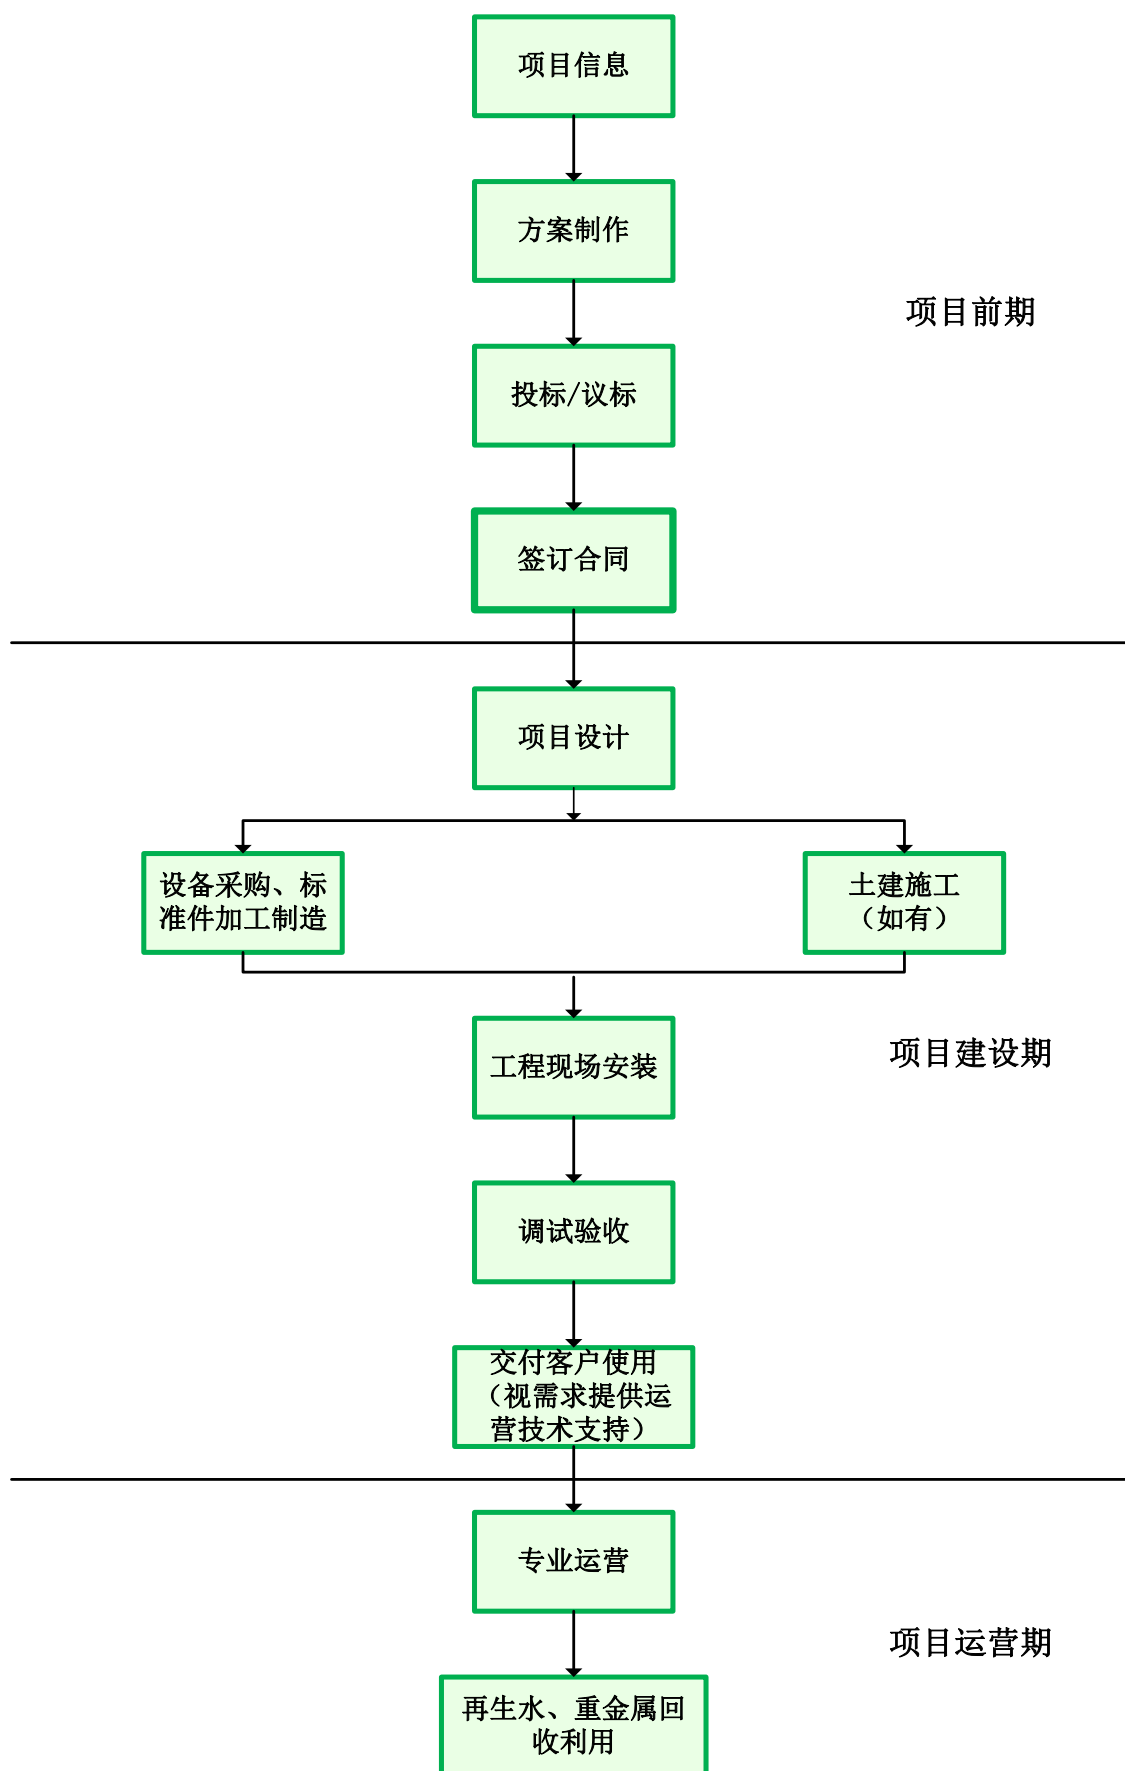 项目信息
方案制作
项目前期
投标/议标
签订合同
项目设计
设备采购、标
准件加工制造
土建施工
（如有）
工程现场安装
项目建设期
调试验收
交付客户使用
（视需求提供运
营技术支持）
专业运营
项目运营期
再生水、重金属回
收利用